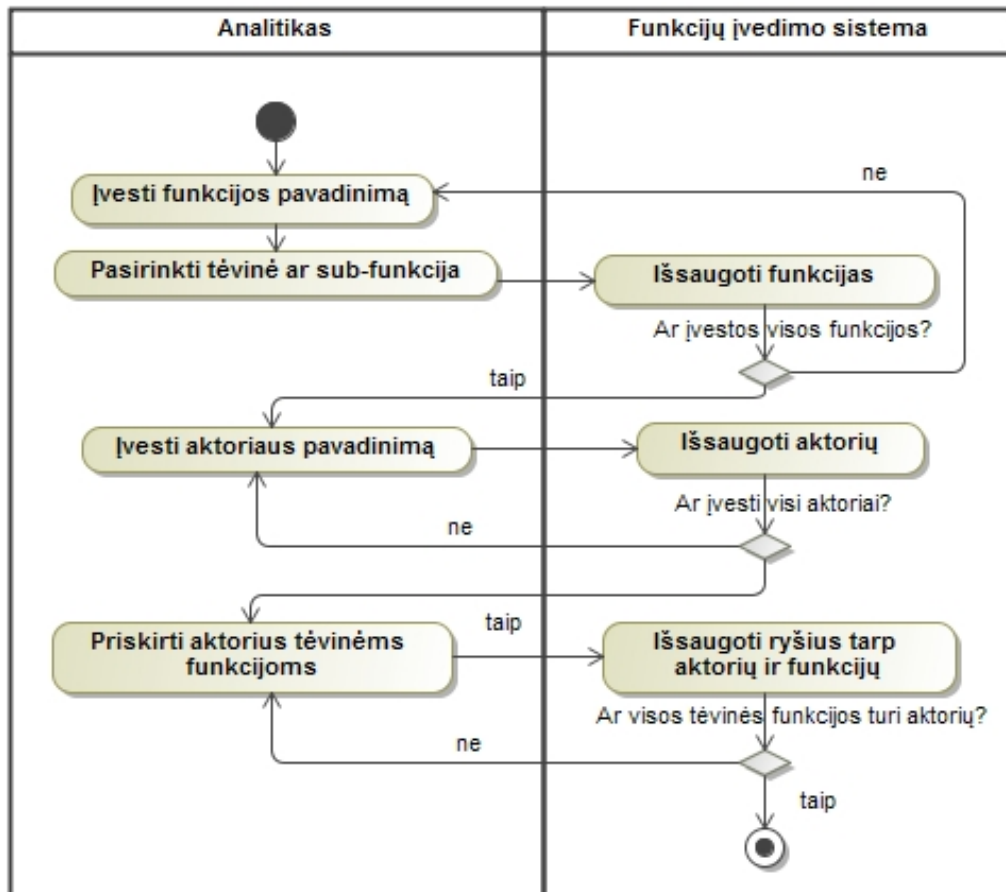 Analitikas
Funkcijų įvedimo sistema
ne
Įvesti funkcijos pavadinimą
Pasirinkti tėvinė ar sub-funkcija
Išsaugoti funkcijas
Ar įvestos visos funkcijos?
taip
Įvesti aktoriaus pavadinimą
Išsaugoti aktorių
Ar įvesti visi aktoriai?
ne
taip
Priskirti aktorius tėvinėms
funkcijoms
Išsaugoti ryšius tarp
aktorių ir funkcijų
Ar visos tėvinės funkcijos turi aktorių?
ne
taip